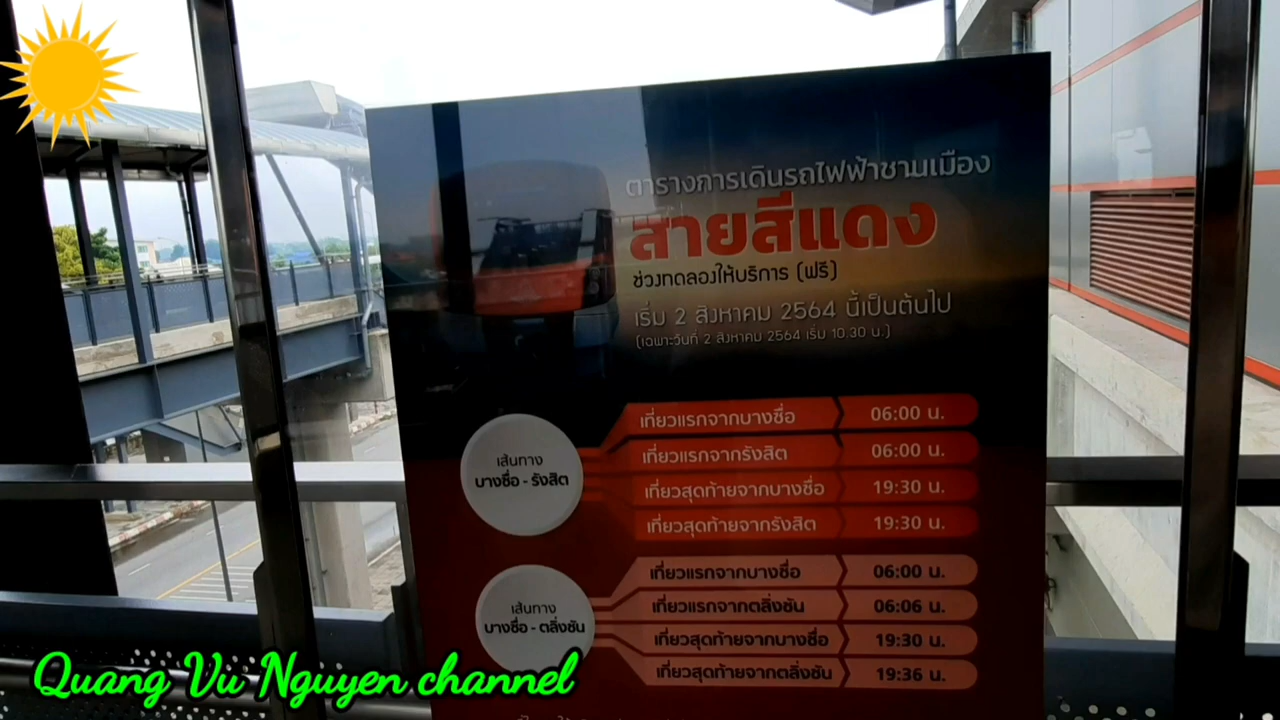 ตารางการเดินรถไฟฟ้าชานเมือง
สายสีแดง
ช่วงทดลองให้บริการ (ฟรี)
เริ่ม 2 สิงหาคม 2564 นี้เป็นต้นไป
(เฉพาะวันที่ 2 สิงหาคม 2564 เริ่ม 10.30 น.)
เส้นทาง
บางซื่อ - รังสิต
เที่ยวแรกจากบางซื่อ 06:00 น.
เที่ยวแรกจากรังสิต 06:00 น.
เที่ยวสุดท้ายจากบางซื่อ 19:30 น.
เที่ยวสุดท้ายจากรังสิต 19:30 น.
เส้นทาง
บางซื่อ - ตลิ่งชัน
เที่ยวแรกจากบางซื่อ 06:00 น.
เที่ยวแรกจากตลิ่งชัน 06:06 น.
เที่ยวสุดท้ายจากบางซื่อ 19:30 น.
เที่ยวสุดท้ายจากตลิ่งชัน 19:36 น.
Quang Vu Nguyen channel